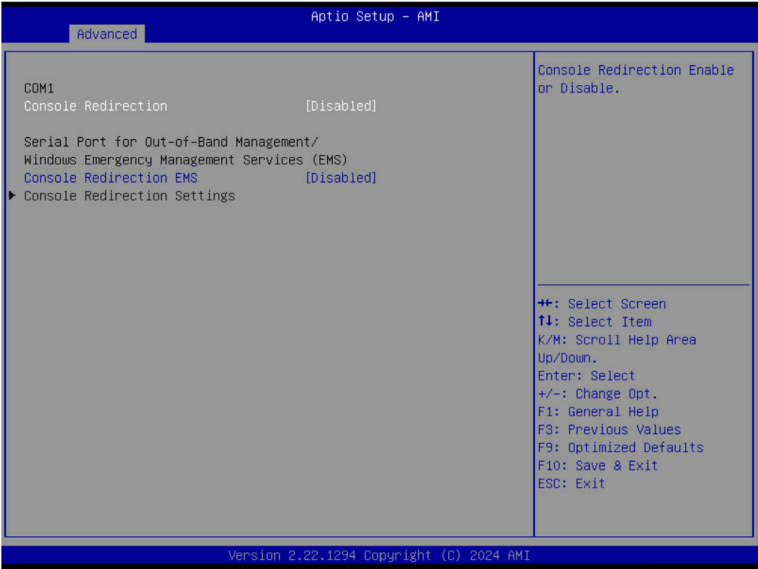 Aptio Setup – AMI
Advanced
COM1
Console Redirection [Disabled]
Serial Port for Out-of-Band Management/
Windows Emergency Management Services (EMS)
Console Redirection EMS [Disabled]
Console Redirection Settings
Console Redirection Enable
or Disable.
→←: Select Screen
↑↓: Select Item
K/M: Scroll Help Area
Up/Down.
Enter: Select
+/-: Change Opt.
F1: General Help
F3: Previous Values
F9: Optimized Defaults
F10: Save & Exit
ESC: Exit
Version 2.22.1294 Copyright (C) 2024 AMI